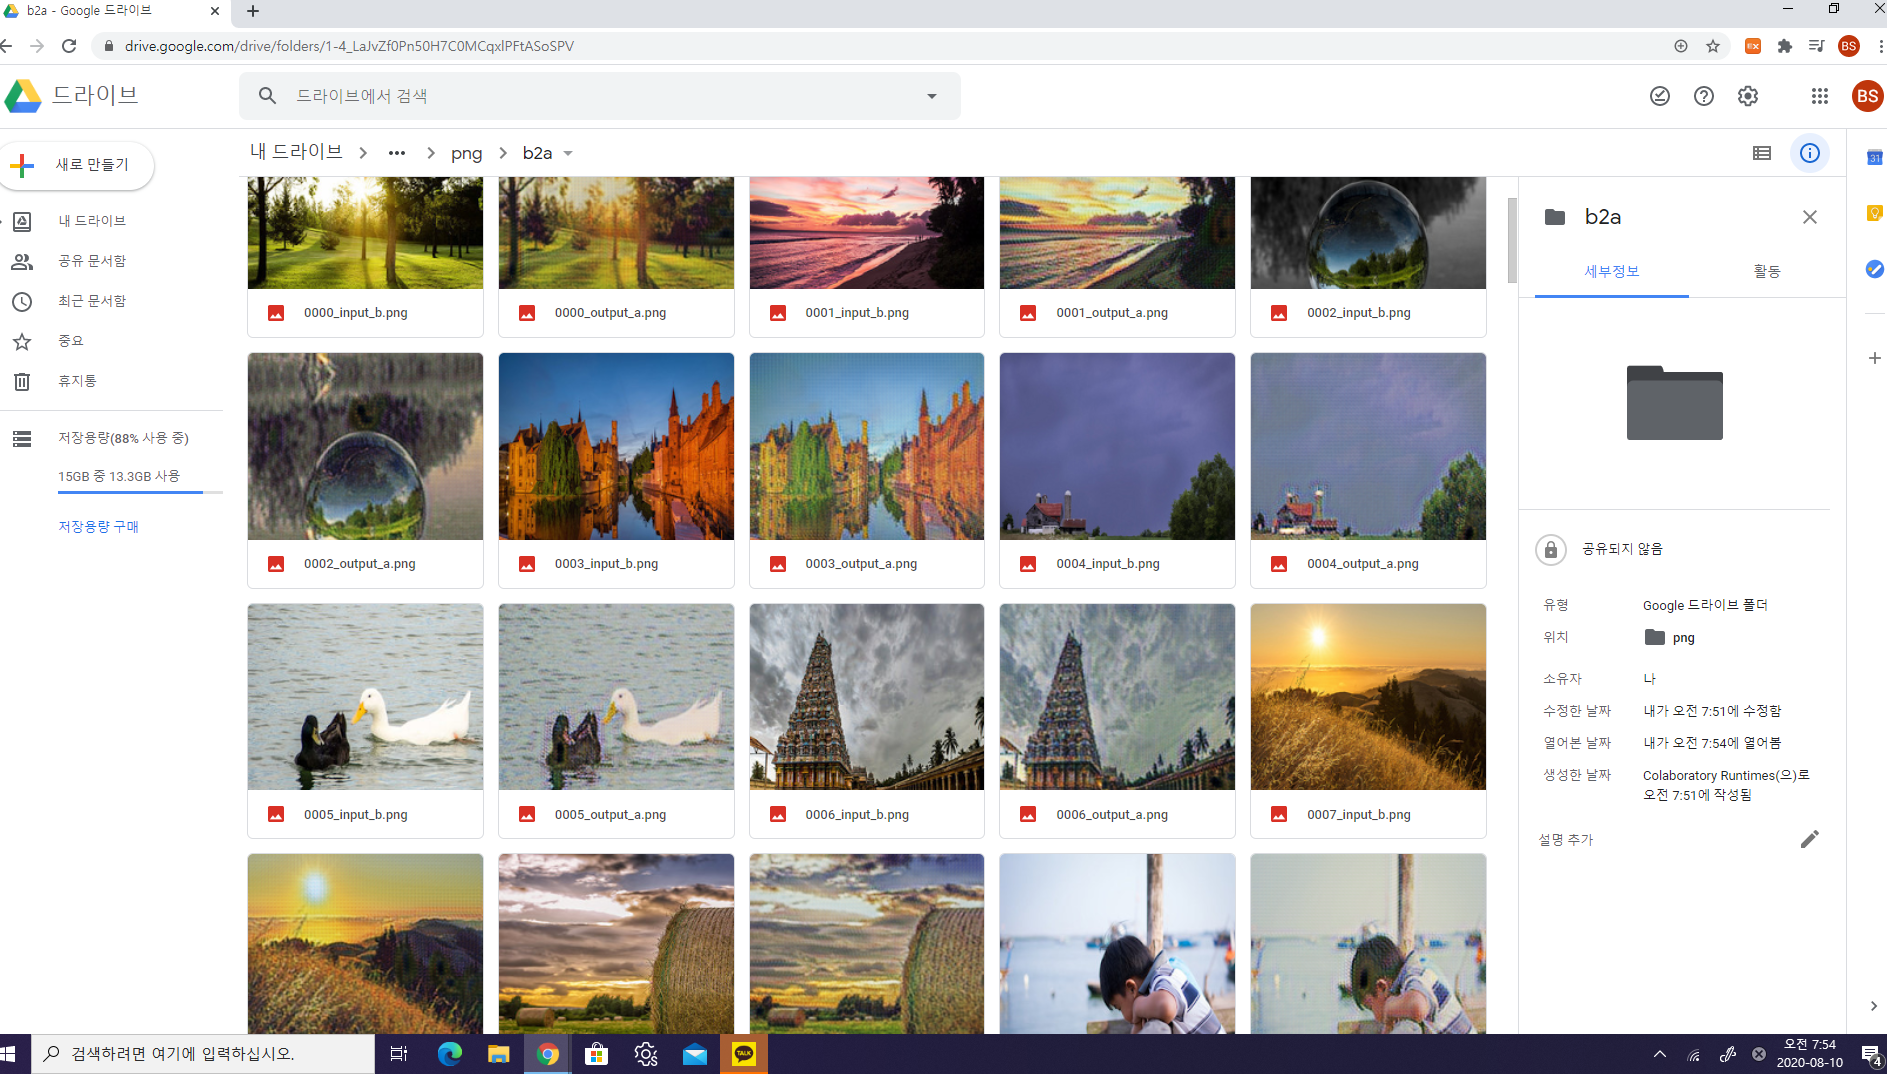 b2a - Google 드라이브
drive.google.com/drive/folders/1-4_LaJvZf0Pn50H7C0MCqxlPFtASoSPV
EX
BS
드라이브
드라이브에서 검색
BS
새로 만들기
내 드라이브
공유 문서함
최근 문서함
중요
휴지통
저장용량(88% 사용 중)
15GB 중 13.3GB 사용
저장용량 구매
내 드라이브 > ••• > png > b2a
0000_input_b.png
0000_output_a.png
0001_input_b.png
0001_output_a.png
0002_input_b.png
0002_output_a.png
0003_input_b.png
0003_output_a.png
0004_input_b.png
0004_output_a.png
0005_input_b.png
0005_output_a.png
0006_input_b.png
0006_output_a.png
0007_input_b.png
b2a
세부정보
활동
공유되지 않음
유형 Google 드라이브 폴더
위치 png
소유자 나
수정한 날짜 내가 오전 7:51에 수정함
열어본 날짜 내가 오전 7:54에 열어봄
생성한 날짜 Colaboratory Runtimes(으)로
오전 7:51에 작성됨
설명 추가
31
검색하려면 여기에 입력하십시오.
TALK
오전 7:54
2020-08-10
4